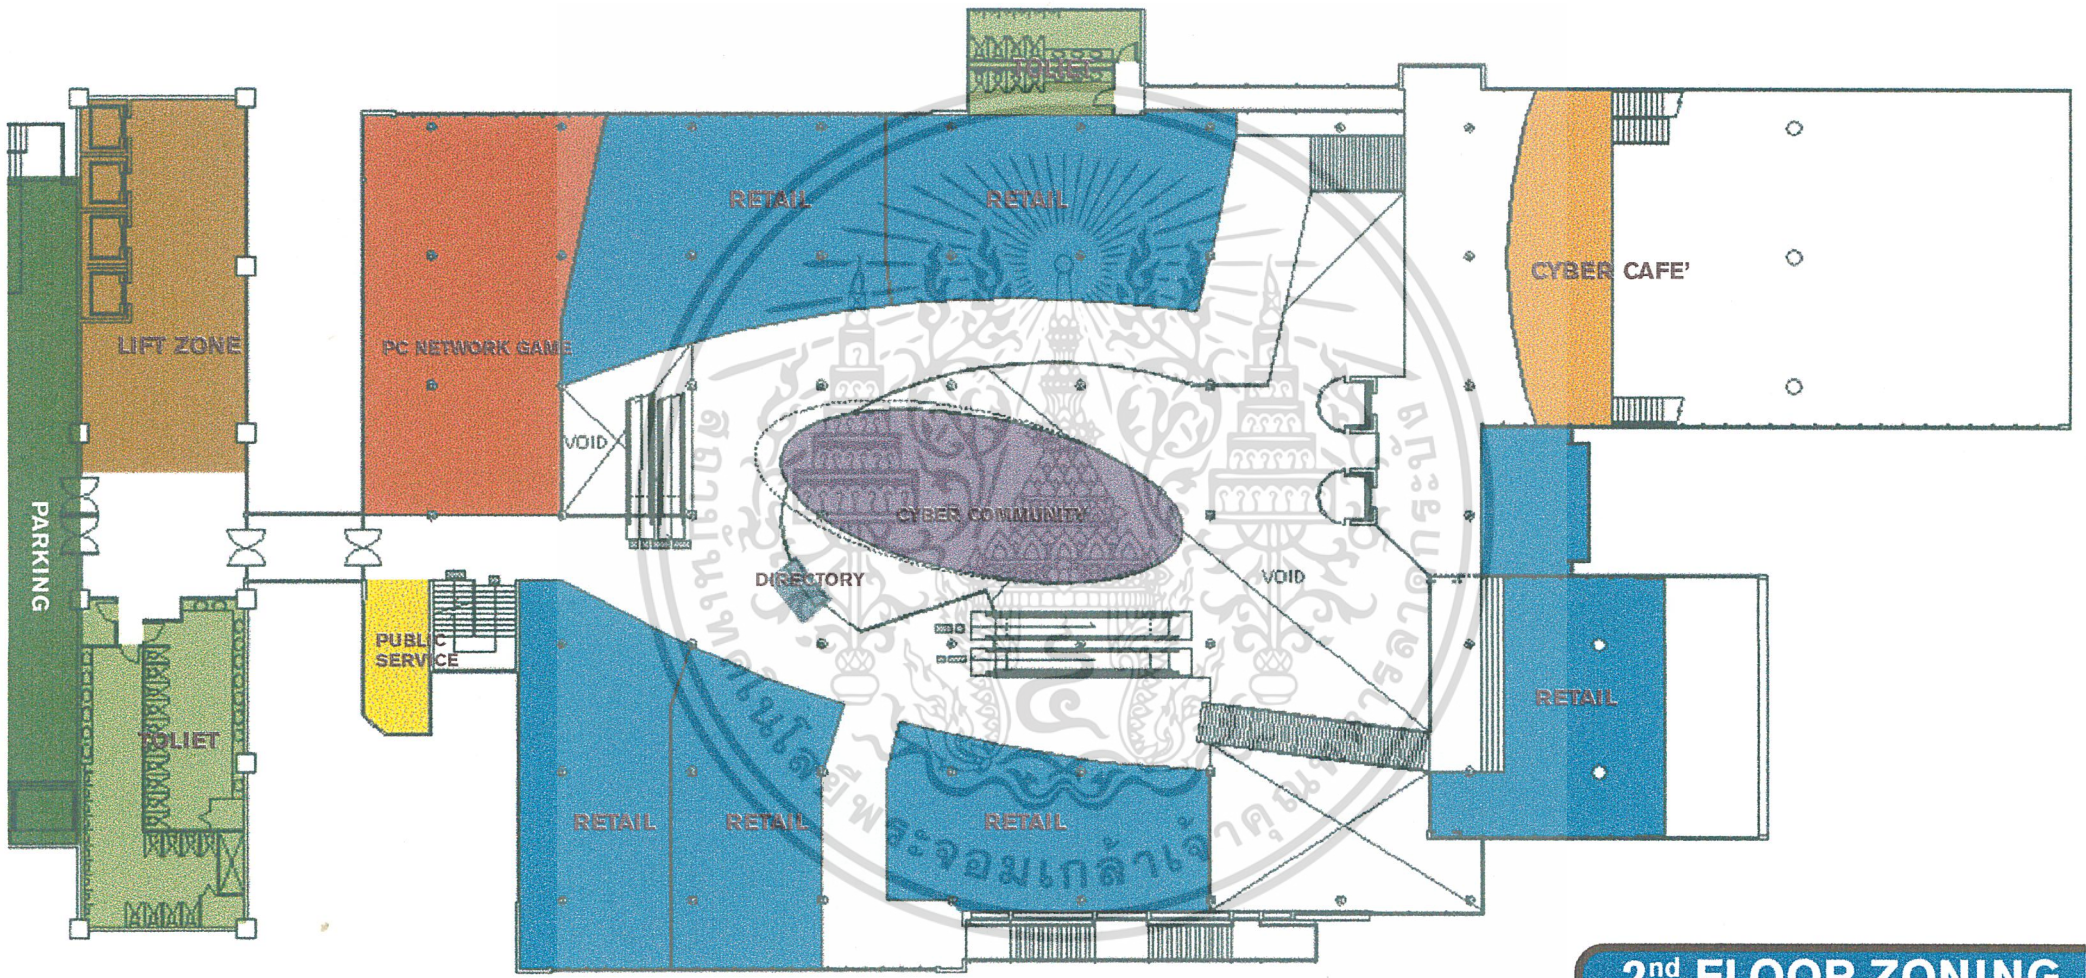 TOLIET
RETAIL
RETAIL
CYBER CAFE'
LIFT ZONE
PC NETWORK GAME
VOID
PARKING
CYBER COMMUNITY
DIRECTORY
VOID
PUBLIC
SERVICE
RETAIL
TOLIET
RETAIL
RETAIL
RETAIL
2nd FLOOR ZONING